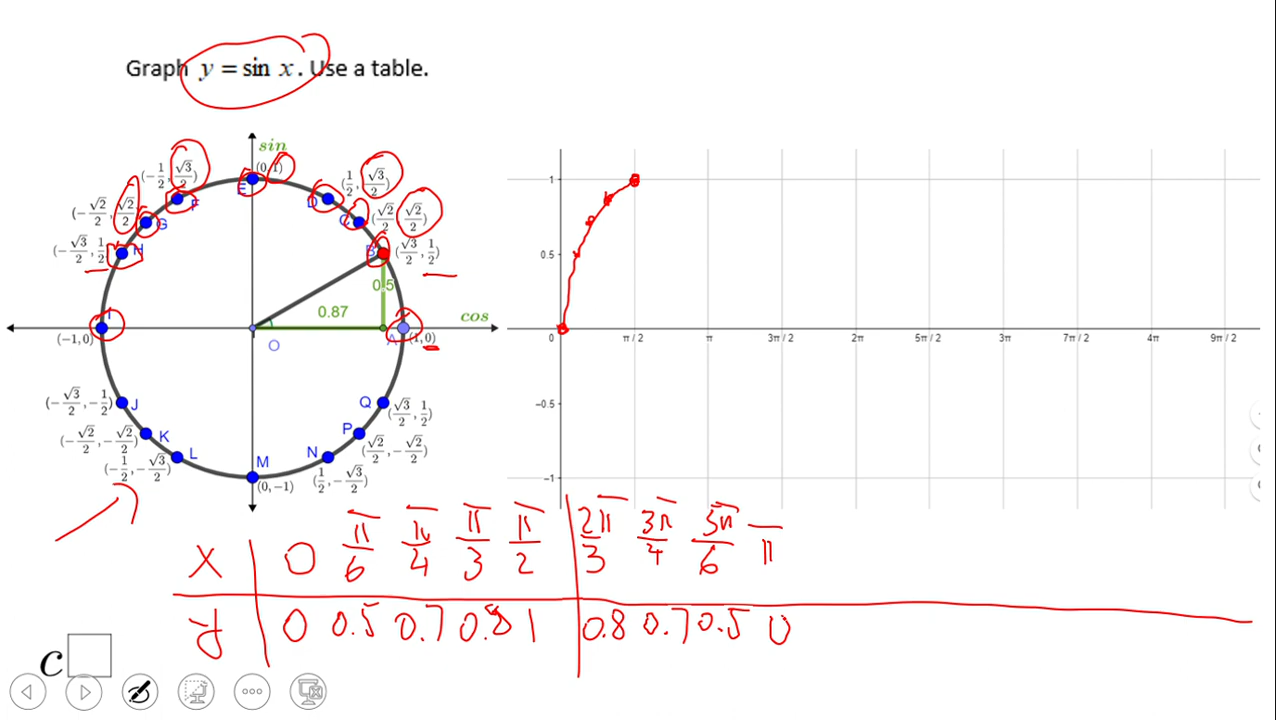 Graph y = sin x. Use a table.
sin
(0,1)
E
(-1/2, √3/2)
F
D
(1/2, √3/2)
(-√2/2, √2/2)
G
C
(√2/2, √2/2)
(-√3/2, 1/2)
H
B
(√3/2, 1/2)
0.5
0.87
cos
(-1,0)
I
O
A
(1,0)
(-√3/2, -1/2)
J
Q
(√3/2, 1/2)
(-√2/2, -√2/2)
K
P
(√2/2, -√2/2)
(-1/2, -√3/2)
L
M
N
(0,-1)
(1/2, -√3/2)
1
0.5
0 π/2 π 3π/2 2π 5π/2 3π 7π/2 4π 9π/2
-0.5
-1
x 0 π/6 π/4 π/3 π/2 2π/3 3π/4 5π/6 π
y 0 0.5 0.7 0.8 1 0.8 0.7 0.5 0
c